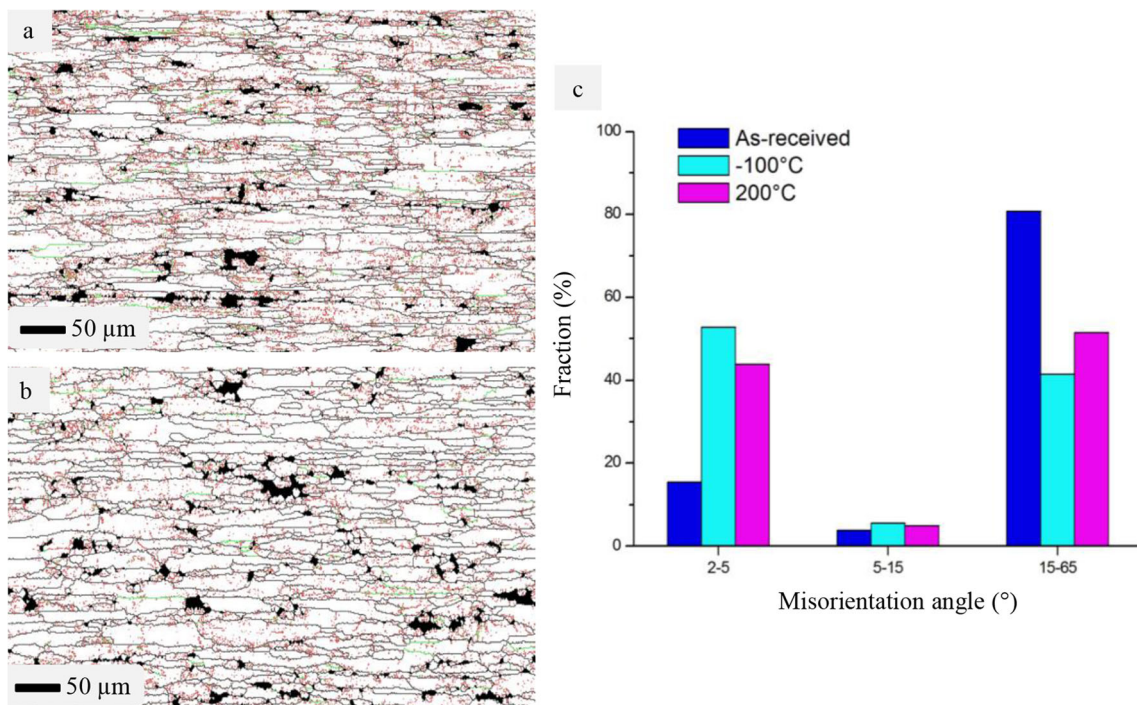 a
50 µm
b
50 µm
c
Fraction (%)
100
80
60
40
20
0
As-received
-100°C
200°C
2-5
5-15
15-65
Misorientation angle (°)